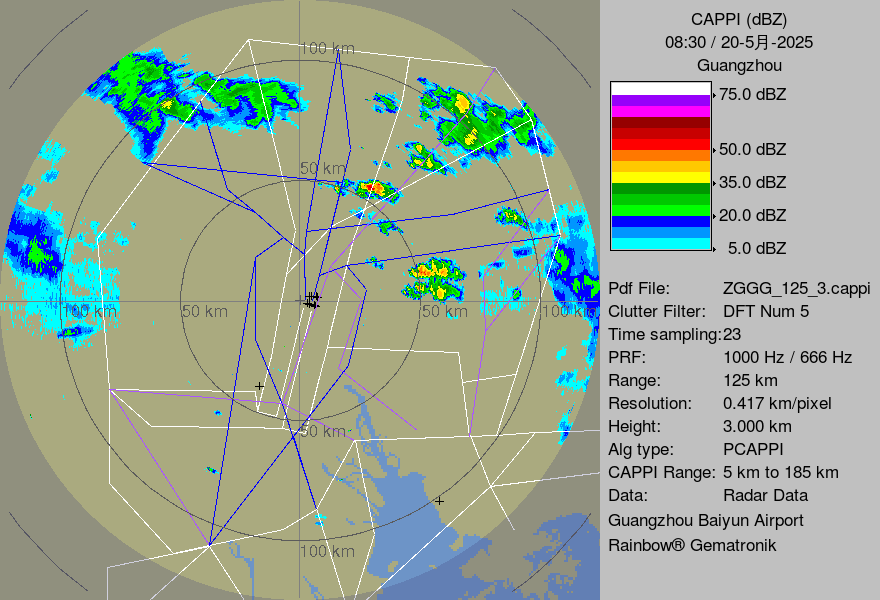 CAPPI (dBZ)
08:30 / 20-5月-2025
Guangzhou
75.0 dBZ
50.0 dBZ
35.0 dBZ
20.0 dBZ
5.0 dBZ
Pdf File: ZGGG_125_3.cappi
Clutter Filter: DFT Num 5
Time sampling:23
PRF: 1000 Hz / 666 Hz
Range: 125 km
Resolution: 0.417 km/pixel
Height: 3.000 km
Alg type: PCAPPI
CAPPI Range: 5 km to 185 km
Data: Radar Data
Guangzhou Baiyun Airport
Rainbow® Gematronik
100 km
50 km
100 km
50 km
50 km
100 km
50 km
100 km